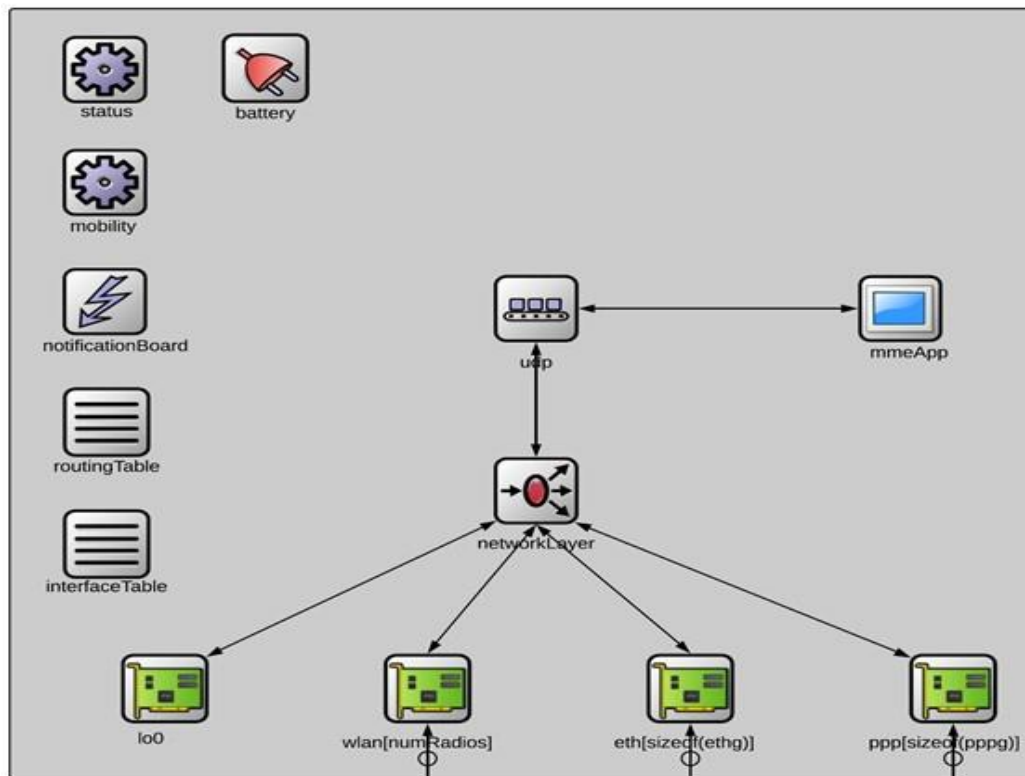 status
battery
mobility
notificationBoard
udp
mmeApp
routingTable
networkLayer
interfaceTable
lo0
wlan[numRadios]
eth[sizeof(ethg)]
ppp[sizeof(pppg)]